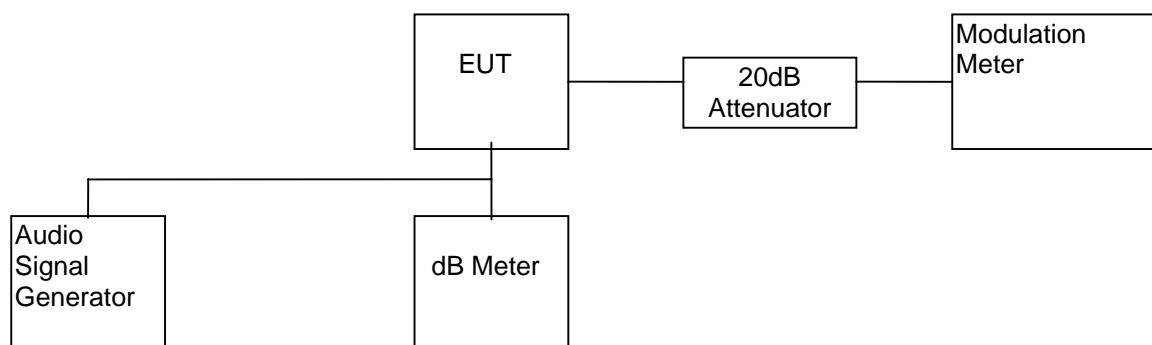 EUT
20dB
Attenuator
Modulation
Meter
Audio
Signal
Generator
dB Meter